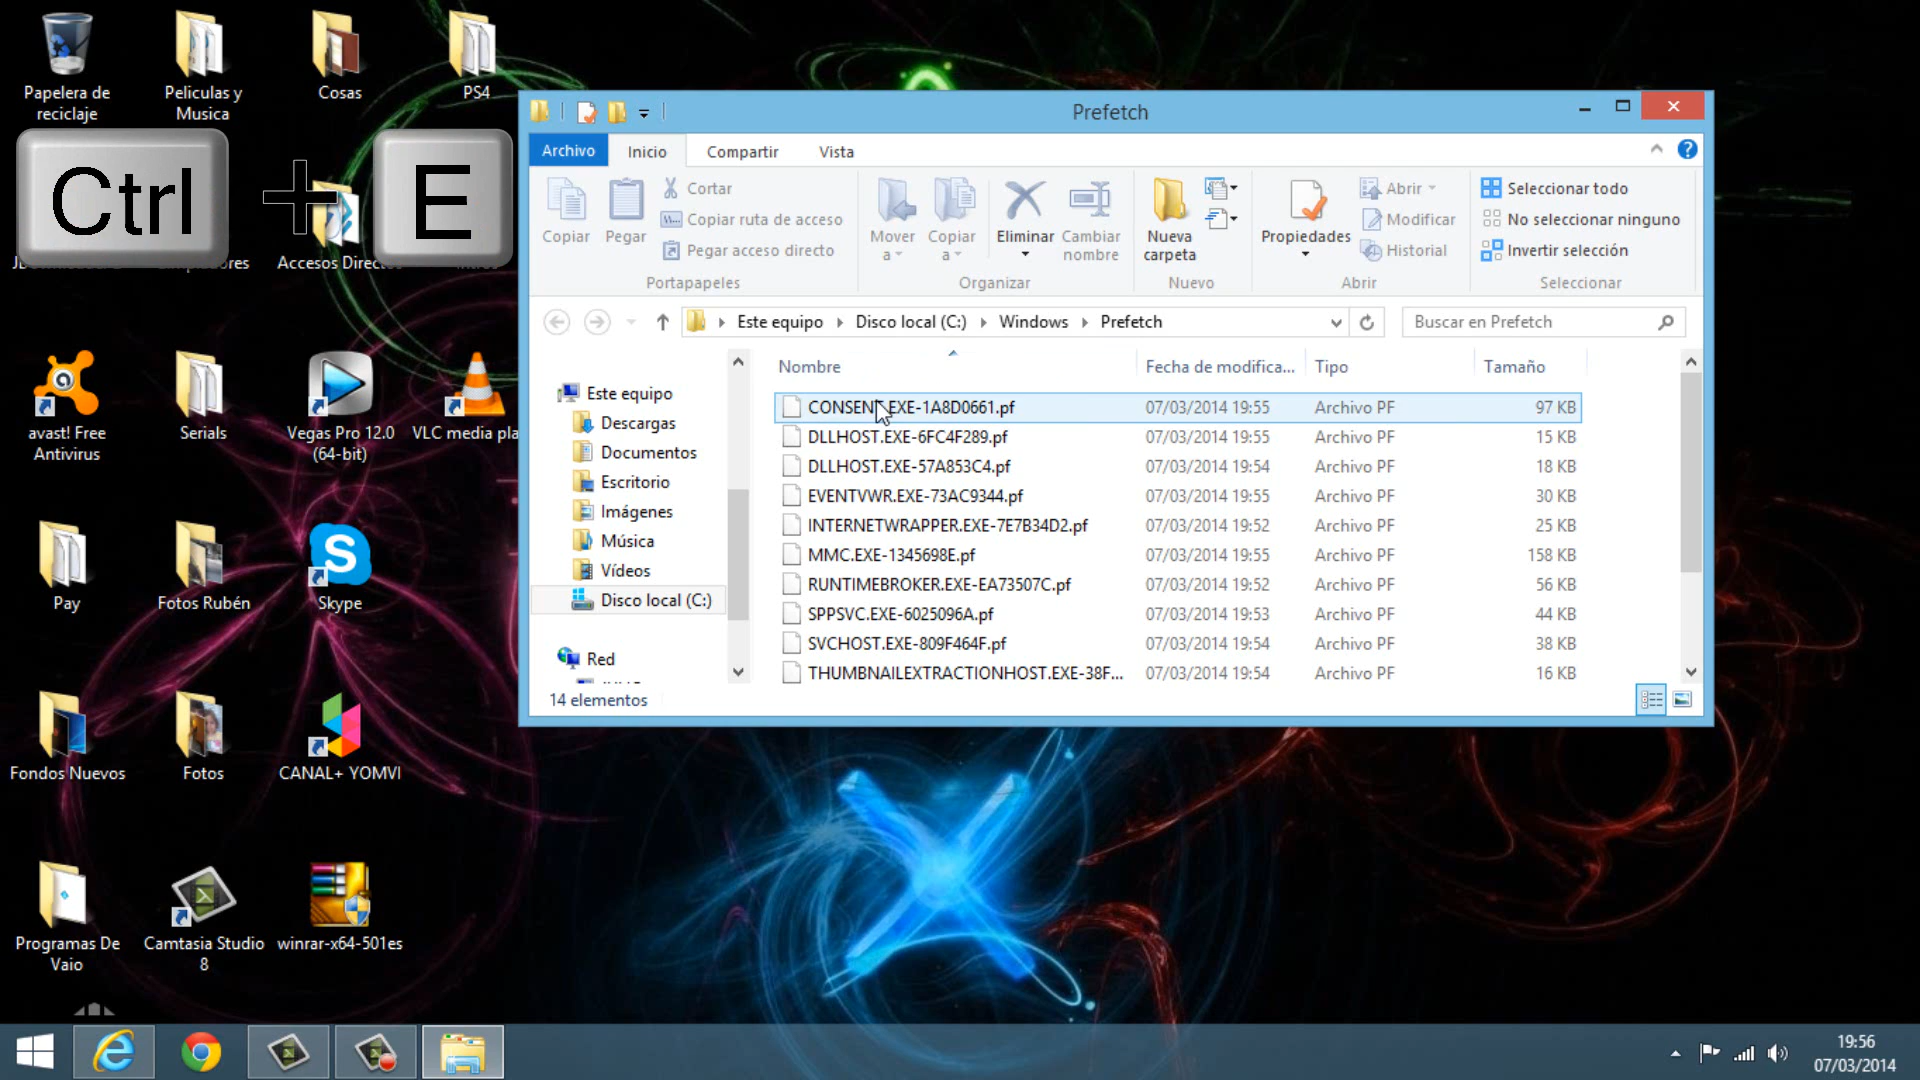 Papelera de
reciclaje
Peliculas y
Musica
Cosas
PS4
Ctrl
+
E
Accesos Direc
avast! Free
Antivirus
Serials
Vegas Pro 12.0
(64-bit)
VLC media pla
Pay
Fotos Rubén
Skype
Fondos Nuevos
Fotos
CANAL+ YOMVI
Programas De
Vaio
Camtasia Studio
8
winrar-x64-501es
Prefetch
Archivo
Inicio
Compartir
Vista
Copiar
Pegar
Cortar
Copiar ruta de acceso
Pegar acceso directo
Portapapeles
Mover
a
Copiar
a
Eliminar
Cambiar
nombre
Organizar
Nueva
carpeta
Nuevo
Propiedades
Abrir
Modificar
Historial
Abrir
Seleccionar todo
No seleccionar ninguno
Invertir selección
Seleccionar
Este equipo
Disco local (C:)
Windows
Prefetch
Buscar en Prefetch
Este equipo
Descargas
Documentos
Escritorio
Imágenes
Música
Vídeos
Disco local (C:)
Red
Nombre Fecha de modifica... Tipo Tamaño
CONSENT.EXE-1A8D0661.pf 07/03/2014 19:55 Archivo PF 97 KB
DLLHOST.EXE-6FC4F289.pf 07/03/2014 19:55 Archivo PF 15 KB
DLLHOST.EXE-57A853C4.pf 07/03/2014 19:54 Archivo PF 18 KB
EVENTVWR.EXE-73AC9344.pf 07/03/2014 19:55 Archivo PF 30 KB
INTERNETWRAPPER.EXE-7E7B34D2.pf 07/03/2014 19:52 Archivo PF 25 KB
MMC.EXE-1345698E.pf 07/03/2014 19:55 Archivo PF 158 KB
RUNTIMEBROKER.EXE-EA73507C.pf 07/03/2014 19:52 Archivo PF 56 KB
SPPSVC.EXE-6025096A.pf 07/03/2014 19:53 Archivo PF 44 KB
SVCHOST.EXE-809F464F.pf 07/03/2014 19:54 Archivo PF 38 KB
THUMBNAILEXTRACTIONHOST.EXE-38F... 07/03/2014 19:54 Archivo PF 16 KB
14 elementos
19:56
07/03/2014